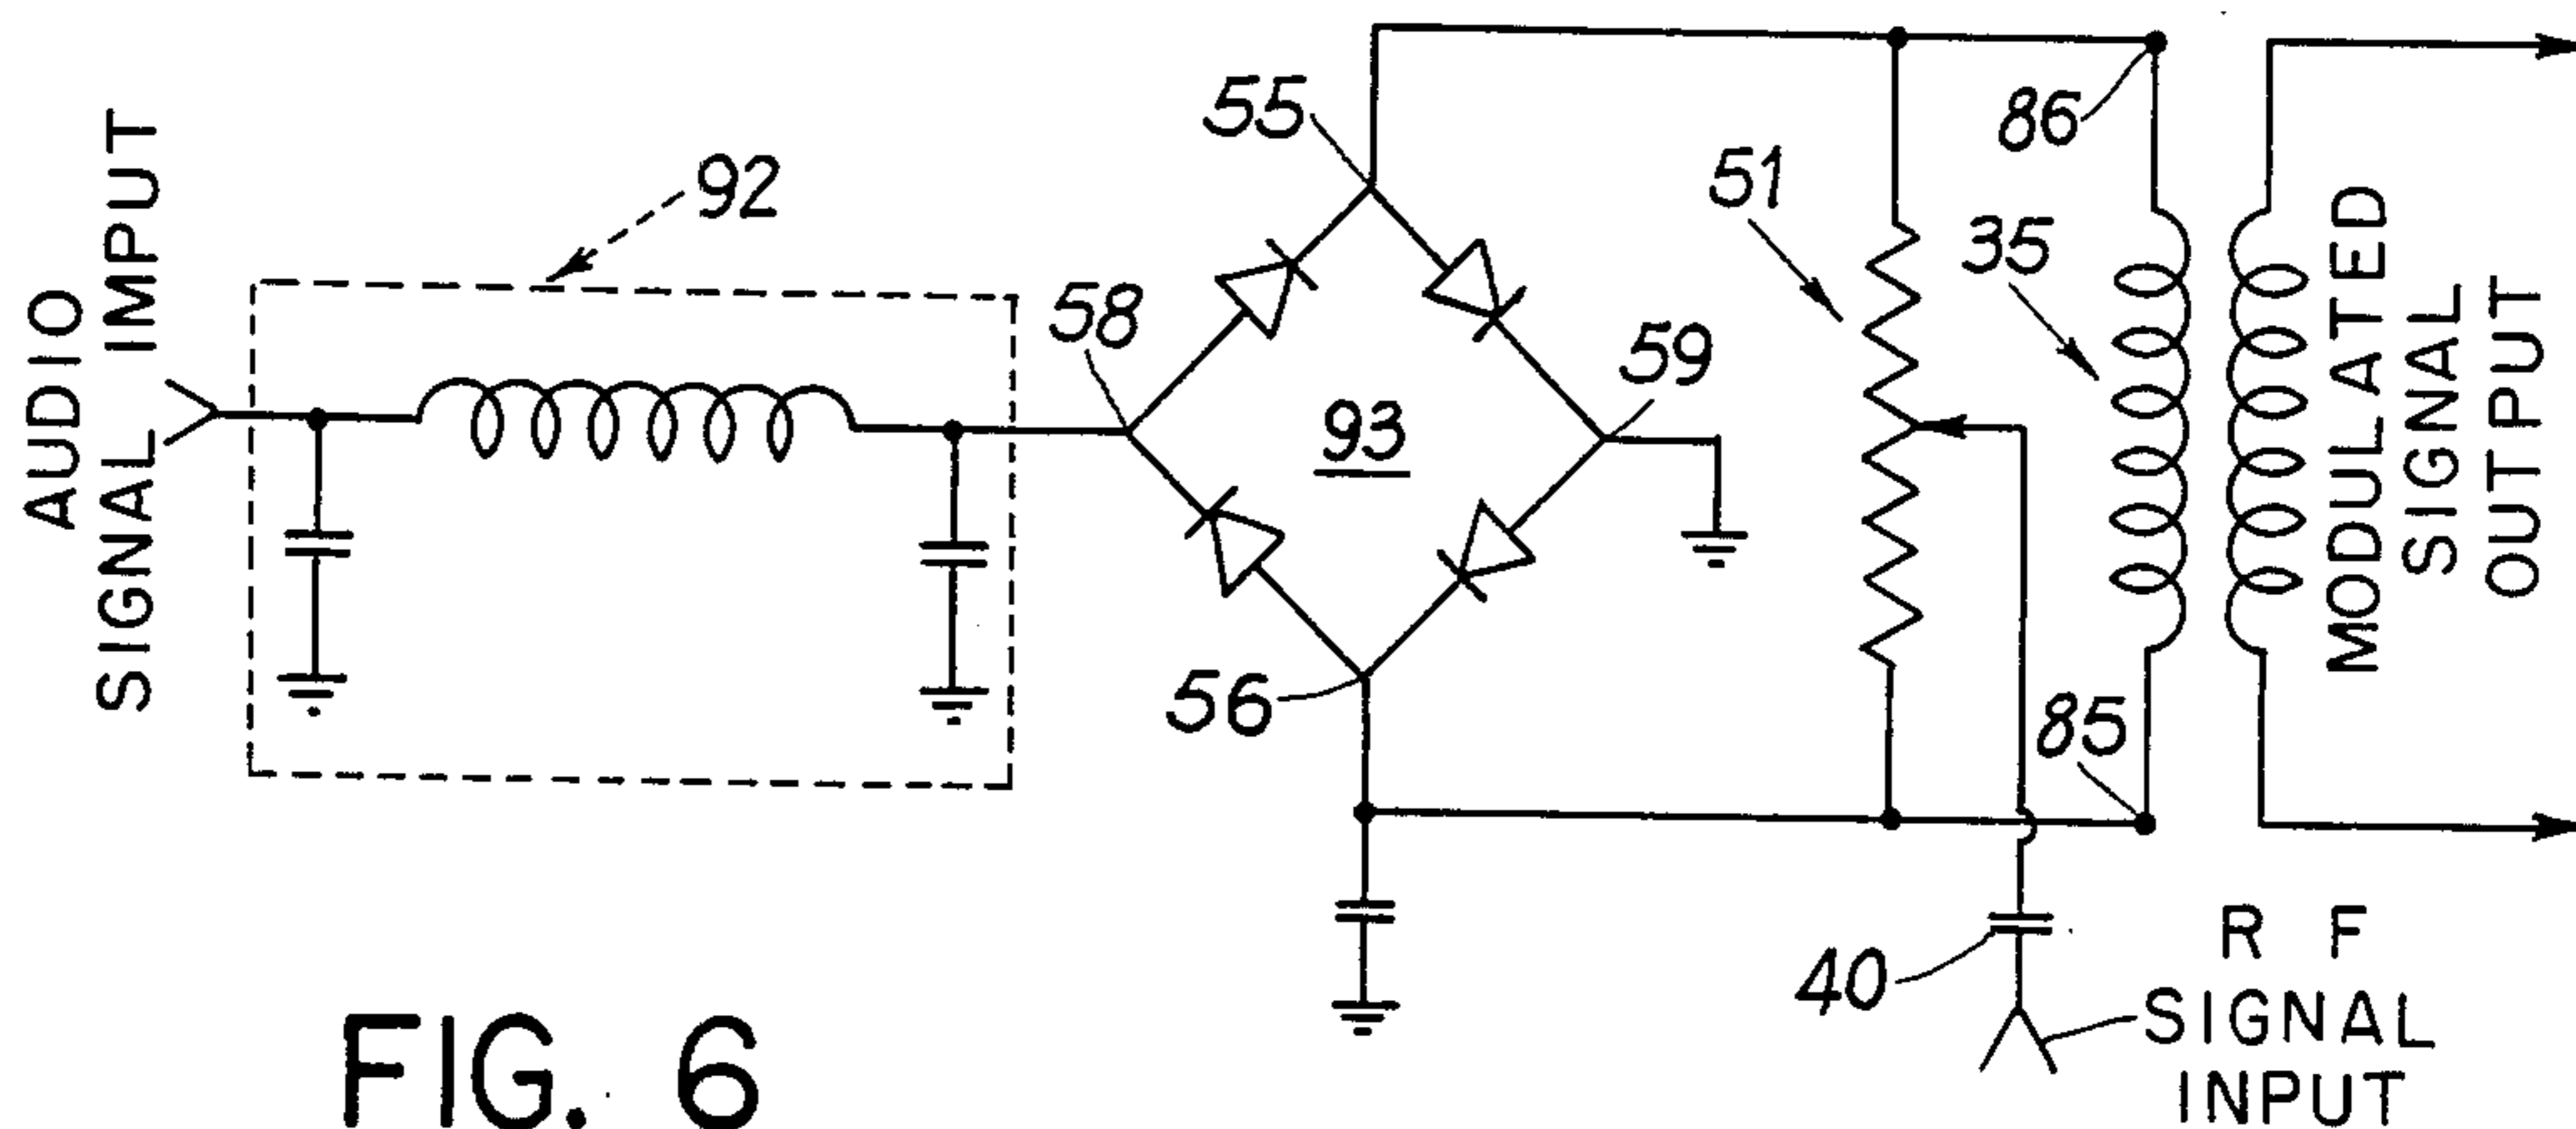 AUDIO
SIGNAL IMPUT
92
55
58
93
59
56
51
86
35
85
40
MODULATED
SIGNAL
OUTPUT
R F
SIGNAL
INPUT
FIG. 6